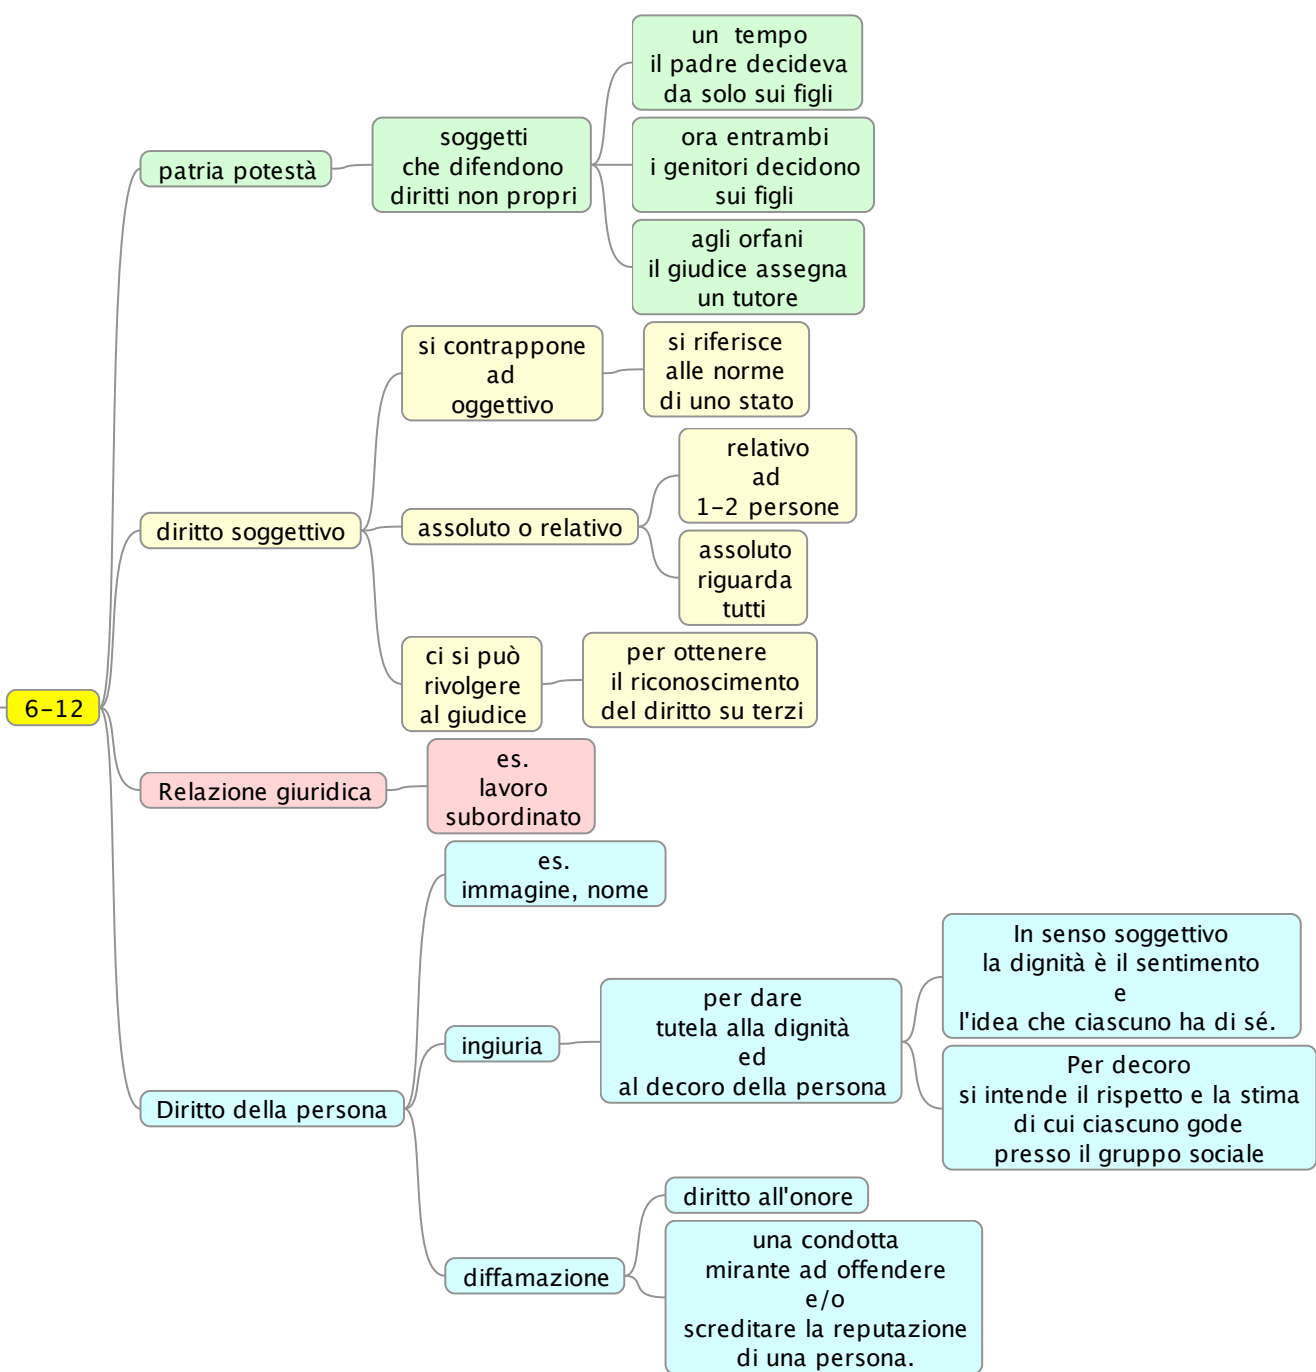 un tempo
il padre decideva
da solo sui figli
patria potestà
soggetti
che difendono
diritti non propri
ora entrambi
i genitori decidono
sui figli
agli orfani
il giudice assegna
un tutore
si contrappone
ad
oggettivo
si riferisce
alle norme
di uno stato
diritto soggettivo
assoluto o relativo
relativo
ad
1-2 persone
assoluto
riguarda
tutti
ci si può
rivolgere
al giudice
per ottenere
il riconoscimento
del diritto su terzi
6-12
Relazione giuridica
es.
lavoro
subordinato
es.
immagine, nome
Diritto della persona
ingiuria
per dare
tutela alla dignità
ed
al decoro della persona
In senso soggettivo
la dignità è il sentimento
e
l'idea che ciascuno ha di sé.
Per decoro
si intende il rispetto e la stima
di cui ciascuno gode
presso il gruppo sociale
diffamazione
diritto all'onore
una condotta
mirante ad offendere
e/o
screditare la reputazione
di una persona.